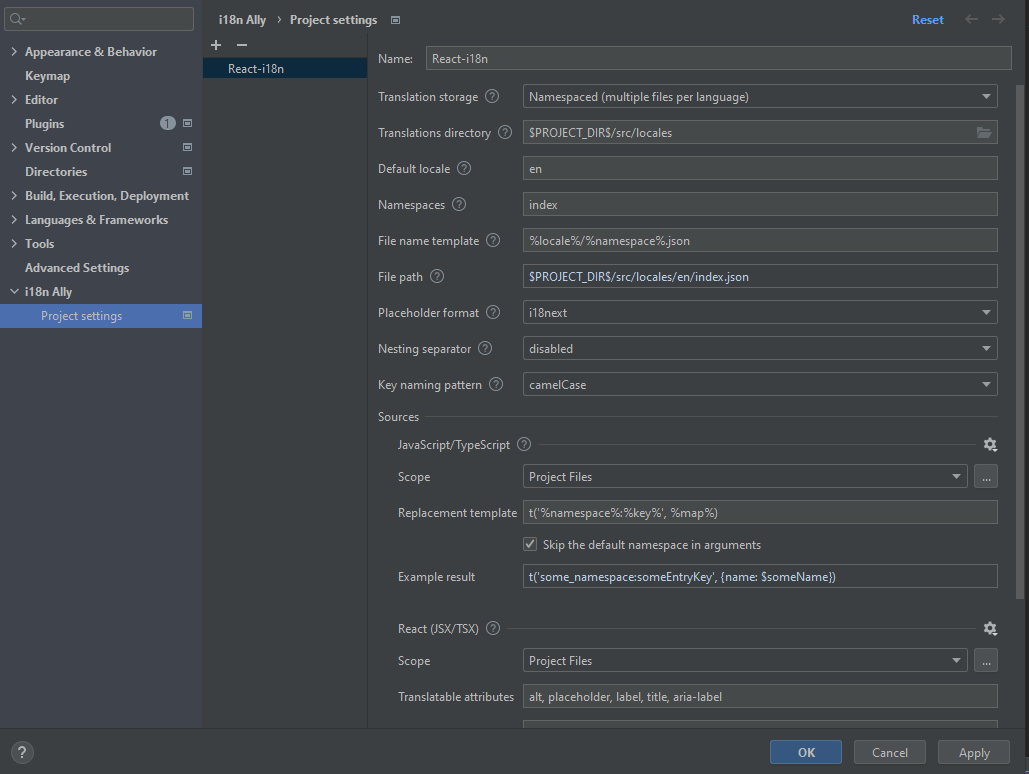 i18n Ally › Project settings
Reset
Appearance & Behavior
Keymap
Editor
Plugins 1
Version Control
Directories
Build, Execution, Deployment
Languages & Frameworks
Tools
Advanced Settings
i18n Ally
Project settings
+ −
React-i18n
Name: React-i18n
Translation storage ? Namespaced (multiple files per language)
Translations directory ? $PROJECT_DIR$/src/locales
Default locale ? en
Namespaces ? index
File name template ? %locale%/%namespace%.json
File path ? $PROJECT_DIR$/src/locales/en/index.json
Placeholder format ? i18next
Nesting separator ? disabled
Key naming pattern ? camelCase
Sources
JavaScript/TypeScript ?
Scope Project Files ...
Replacement template t('%namespace%:%key%', %map%)
Skip the default namespace in arguments
Example result t('some_namespace:someEntryKey', {name: $someName})
React (JSX/TSX) ?
Scope Project Files ...
Translatable attributes alt, placeholder, label, title, aria-label
? OK Cancel Apply